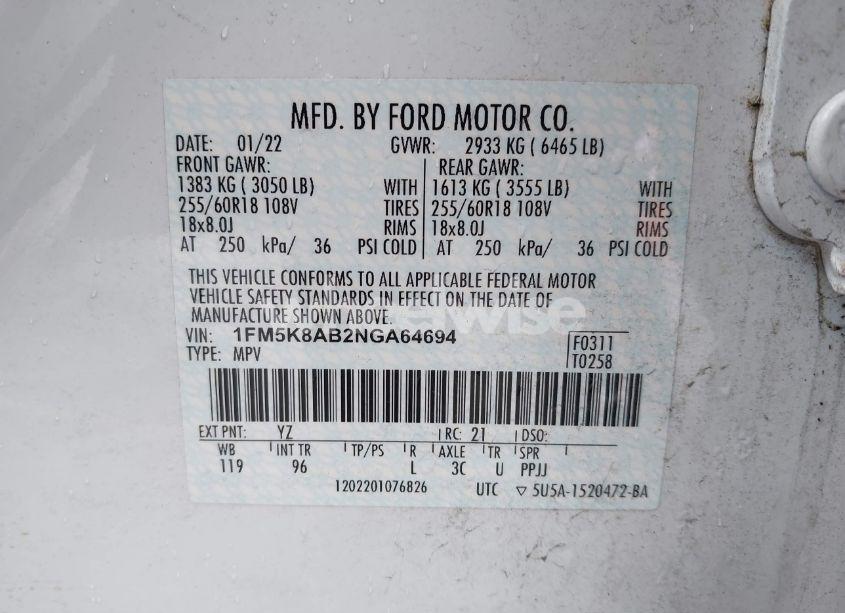 MFD. BY FORD MOTOR CO.
DATE: 01/22 GVWR: 2933 KG ( 6465 LB)
FRONT GAWR: REAR GAWR:
1383 KG ( 3050 LB) WITH 1613 KG ( 3555 LB) WITH
255/60R18 108V TIRES 255/60R18 108V TIRES
18x8.0J RIMS 18x8.0J RIMS
AT 250 kPa/ 36 PSI COLD AT 250 kPa/ 36 PSI COLD
THIS VEHICLE CONFORMS TO ALL APPLICABLE FEDERAL MOTOR
VEHICLE SAFETY STANDARDS IN EFFECT ON THE DATE OF
MANUFACTURE SHOWN ABOVE.
VIN: 1FM5K8AB2NGA64694 F0311
TYPE: MPV T0258
EXT PNT: YZ RC: 21 DSO:
WB INT TR TP/PS R AXLE TR SPR
119 96 L 3C U PPJJ
1202201076826 UTC ▽ 5U5A-1520472-BA